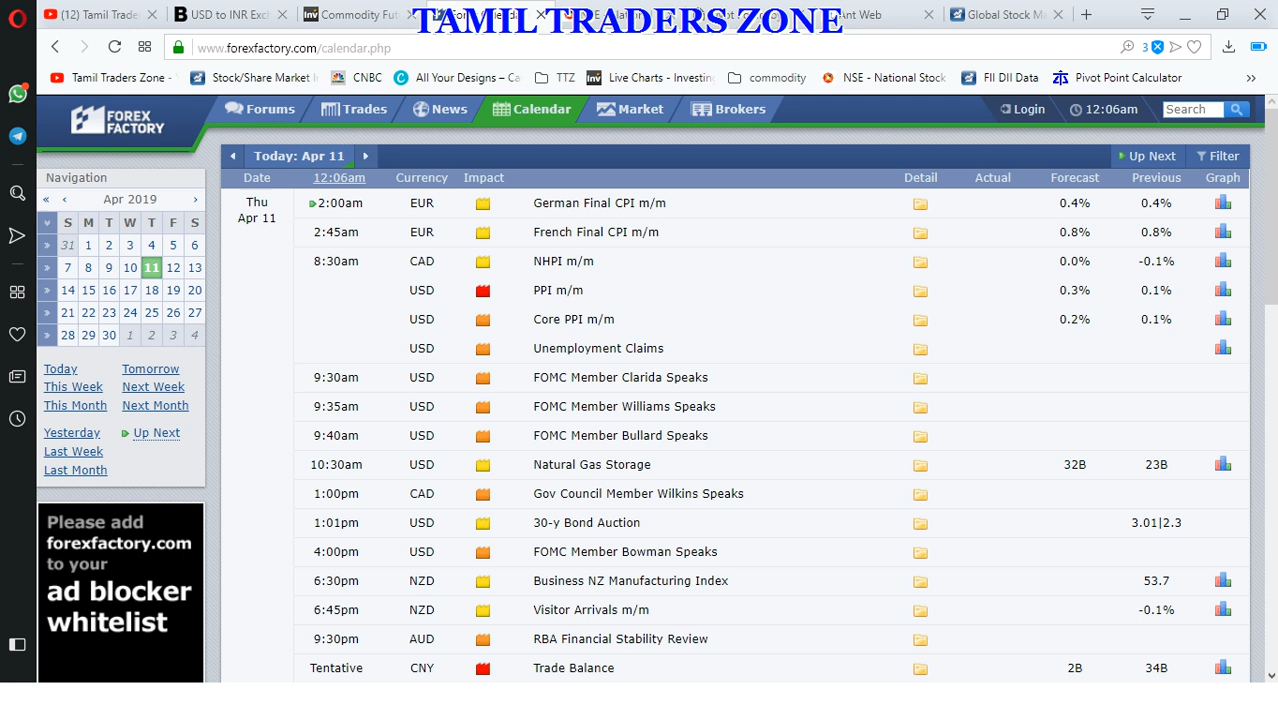 (12) Tamil Trade
USD to INR Exc
Commodity Fut
Ant Web
Global Stock M
TAMIL TRADERS ZONE
www.forexfactory.com/calendar.php
3
Tamil Traders Zone -
Stock/Share Market I
CNBC
All Your Designs – Ca
TTZ
Live Charts - Investin
commodity
NSE - National Stock
FII DII Data
Pivot Point Calculator
»
FOREX
FACTORY
Forums
Trades
News
Calendar
Market
Brokers
Login
12:06am
Search
Today: Apr 11
Up Next
Filter
Date 12:06am Currency Impact Detail Actual Forecast Previous Graph
Thu
Apr 11
2:00am EUR German Final CPI m/m 0.4% 0.4%
2:45am EUR French Final CPI m/m 0.8% 0.8%
8:30am CAD NHPI m/m 0.0% -0.1%
USD PPI m/m 0.3% 0.1%
USD Core PPI m/m 0.2% 0.1%
USD Unemployment Claims
9:30am USD FOMC Member Clarida Speaks
9:35am USD FOMC Member Williams Speaks
9:40am USD FOMC Member Bullard Speaks
10:30am USD Natural Gas Storage 32B 23B
1:00pm CAD Gov Council Member Wilkins Speaks
1:01pm USD 30-y Bond Auction 3.01|2.3
4:00pm USD FOMC Member Bowman Speaks
6:30pm NZD Business NZ Manufacturing Index 53.7
6:45pm NZD Visitor Arrivals m/m -0.1%
9:30pm AUD RBA Financial Stability Review
Tentative CNY Trade Balance 2B 34B
Navigation
« ‹ Apr 2019 ›
S M T W T F S
» 31 1 2 3 4 5 6
» 7 8 9 10 11 12 13
» 14 15 16 17 18 19 20
» 21 22 23 24 25 26 27
» 28 29 30 1 2 3 4
Today Tomorrow
This Week Next Week
This Month Next Month
Yesterday Up Next
Last Week
Last Month
Please add
forexfactory.com
to your
ad blocker
whitelist